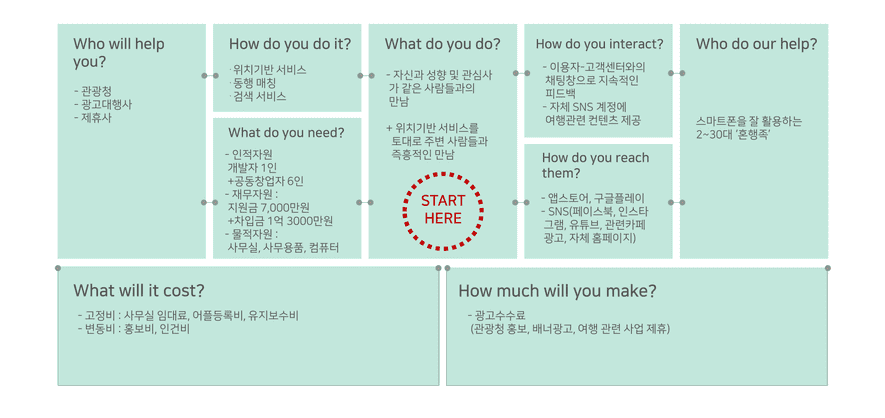 Who will help
you?
- 관광청
- 광고대행사
- 제휴사
How do you do it?
·위치기반 서비스
·동행 매칭
·검색 서비스
What do you need?
- 인적자원
개발자 1인
+공동창업자 6인
- 재무자원 :
지원금 7,000만원
+차입금 1억 3000만원
- 물적자원 :
사무실, 사무용품, 컴퓨터
What do you do?
- 자신과 성향 및 관심사
가 같은 사람들과의
만남
+ 위치기반 서비스를
토대로 주변 사람들과
즉흥적인 만남
START
HERE
How do you interact?
- 이용자-고객센터와의
채팅창으로 지속적인
피드백
- 자체 SNS 계정에
여행관련 컨텐츠 제공
How do you reach
them?
- 앱스토어, 구글플레이
- SNS(페이스북, 인스타
그램, 유튜브, 관련카페
광고, 자체 홈페이지)
Who do our help?
스마트폰을 잘 활용하는
2~30대 ‘혼행족’
What will it cost?
- 고정비 : 사무실 임대료, 어플등록비, 유지보수비
- 변동비 : 홍보비, 인건비
How much will you make?
- 광고수수료
(관광청 홍보, 배너광고, 여행 관련 사업 제휴)